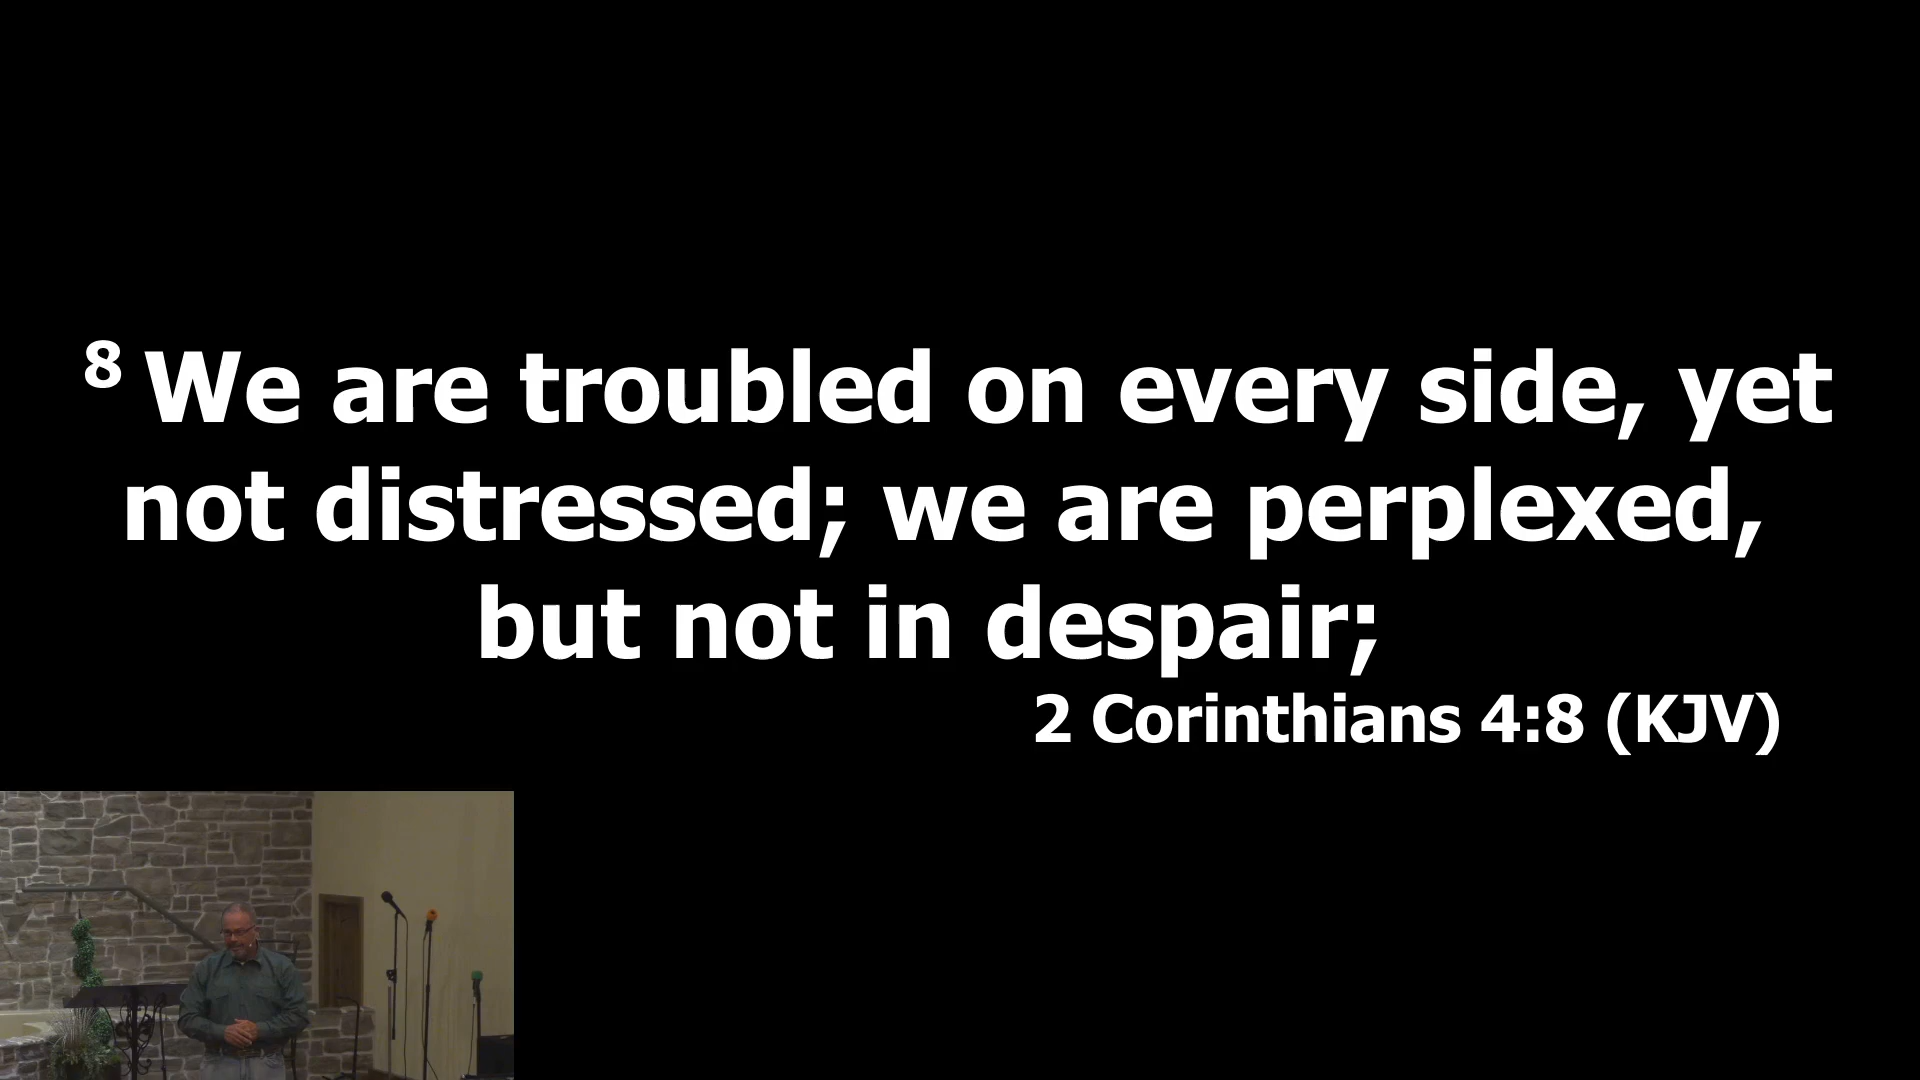 8 We are troubled on every side, yet
not distressed; we are perplexed,
but not in despair;
2 Corinthians 4:8 (KJV)